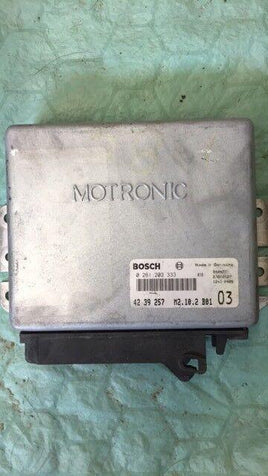 MOTRONIC
BOSCH
0 261 203 333
42 39 257 M2.10.2 B01 03